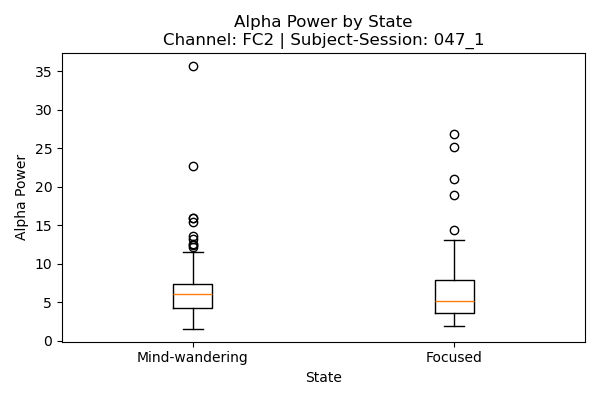 Alpha Power by State
Channel: FC2 | Subject-Session: 047_1
Alpha Power
35
30
25
20
15
10
5
0
Mind-wandering
Focused
State